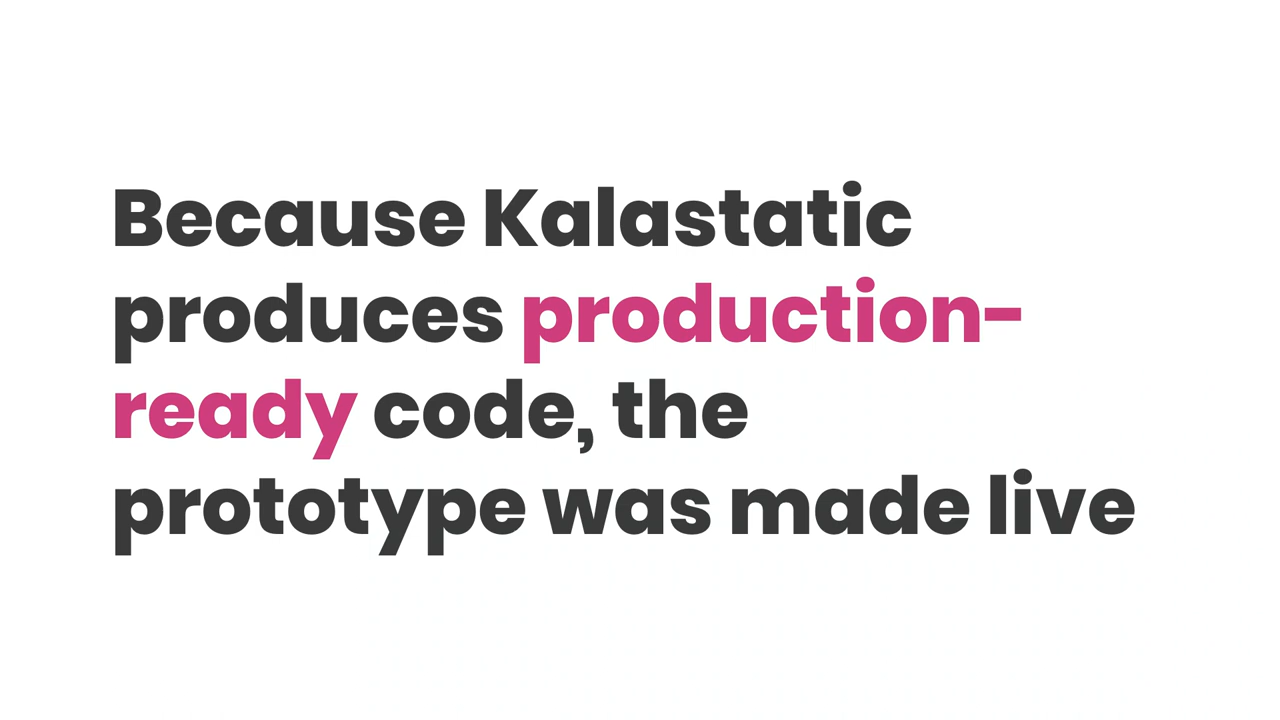 Because Kalastatic
produces production-
ready code, the
prototype was made live